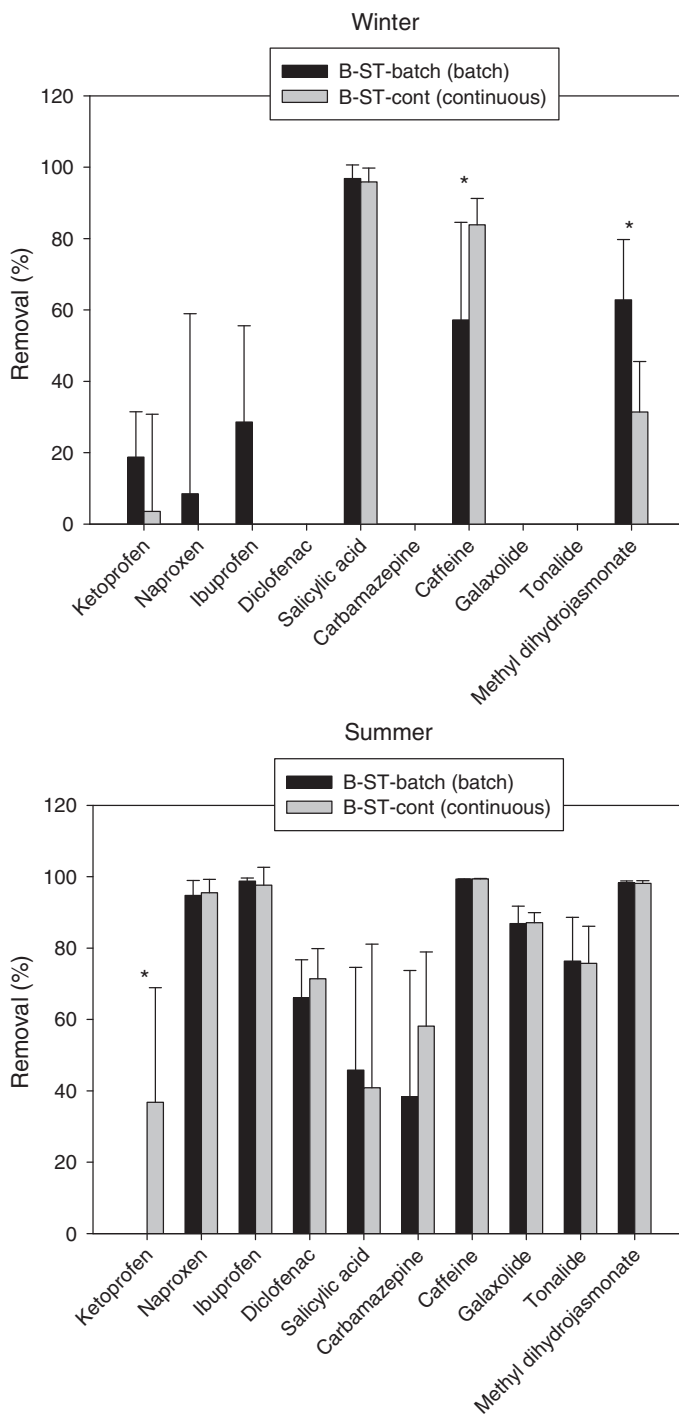 Winter
B-ST-batch (batch)
B-ST-cont (continuous)
120
100
80
60
40
20
0
Removal (%)
*
*
Ketoprofen
Naproxen
Ibuprofen
Diclofenac
Salicylic acid
Carbamazepine
Caffeine
Galaxolide
Tonalide
Methyl dihydrojasmonate
Summer
B-ST-batch (batch)
B-ST-cont (continuous)
120
100
80
60
40
20
0
Removal (%)
*
Ketoprofen
Naproxen
Ibuprofen
Diclofenac
Salicylic acid
Carbamazepine
Caffeine
Galaxolide
Tonalide
Methyl dihydrojasmonate